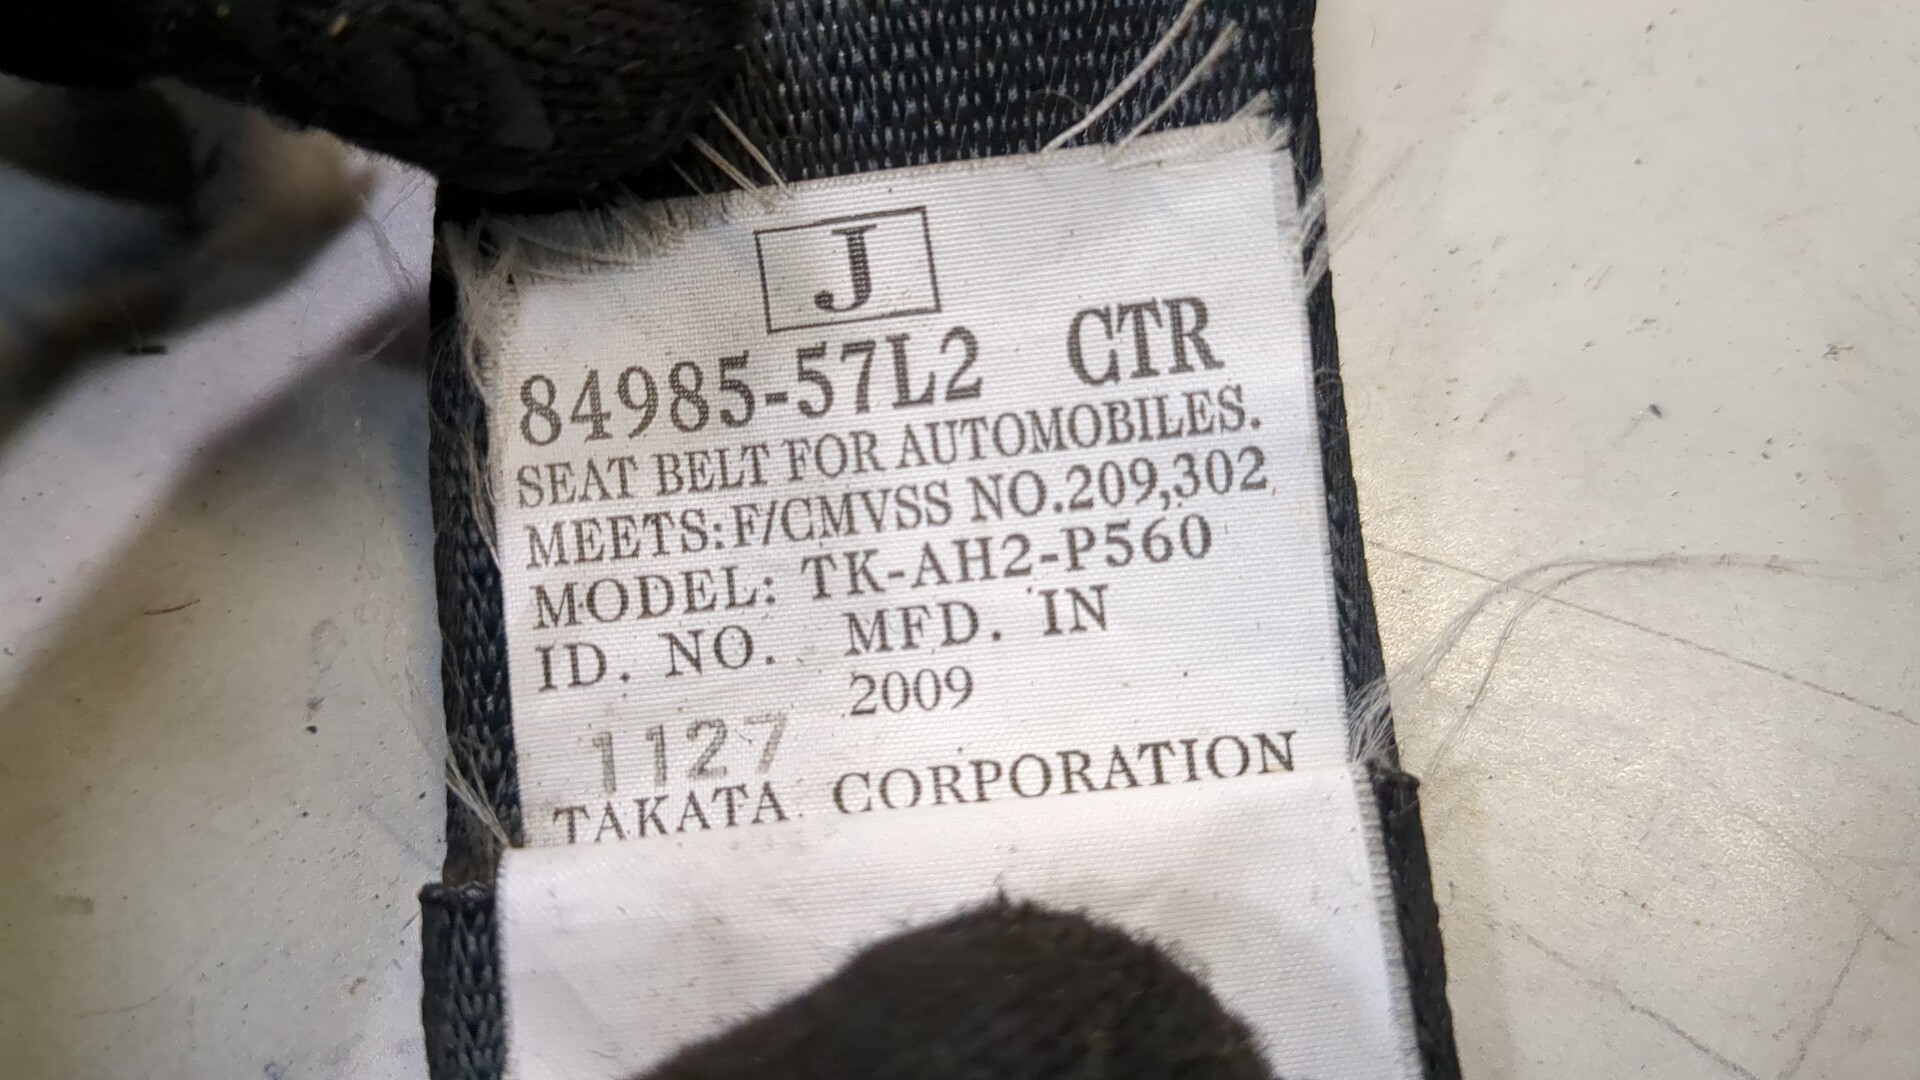 J
84985-57L2 CTR
SEAT BELT FOR AUTOMOBILES.
MEETS:F/CMVSS NO.209,302
MODEL: TK-AH2-P560
ID. NO. MFD. IN
2009
1127
TAKATA CORPORATION